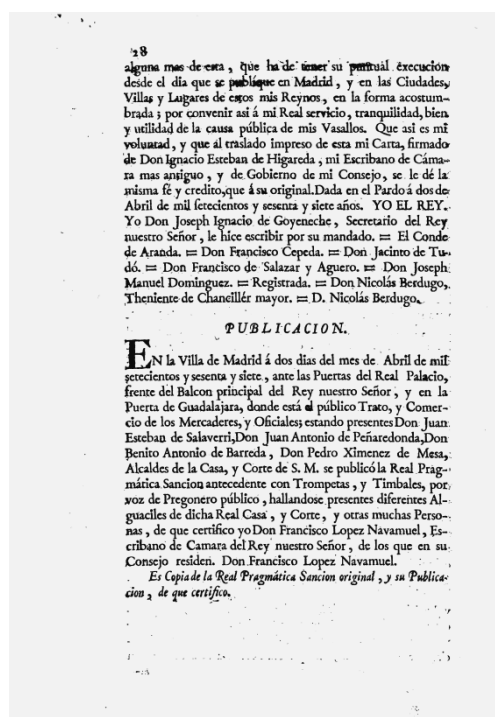 28
alguna mas de esta, que ha de tener su puntual execucion
desde el dia que se publique en Madrid, y en las Ciudades,
Villas y Lugares de estos mis Reynos, en la forma acostum-
brada; por convenir asi á mi Real servicio, tranquilidad, bien
y utilidad de la causa pública de mis Vasallos. Que asi es mi
voluntad, y que al traslado impreso de esta mi Carta, firmado
de Don Ignacio Esteban de Higareda, mi Escribano de Cáma-
ra mas antiguo, y de Gobierno de mi Consejo, se le dé la
misma fé y credito, que á su original. Dada en el Pardo á dos de
Abril de mil setecientos y sesenta y siete años. YO EL REY.
Yo Don Joseph Ignacio de Goyeneche, Secretario del Rey
nuestro Señor, le hice escribir por su mandado. = El Conde
de Aranda. = Don Francisco Cepeda. = Don Jacinto de Tu-
dó. = Don Francisco de Salazar y Aguero. = Don Joseph
Manuel Dominguez. = Registrada. = Don Nicolás Berdugo,
Theniente de Chancillér mayor. = D. Nicolás Berdugo.
PUBLICACION.
EN la Villa de Madrid á dos dias del mes de Abril de mil
setecientos y sesenta y siete, ante las Puertas del Real Palacio,
frente del Balcon principal del Rey nuestro Señor, y en la
Puerta de Guadalajara, donde está el público Trato, y Comer-
cio de los Mercaderes, y Oficiales; estando presentes Don Juan
Esteban de Salaverri, Don Juan Antonio de Peñaredonda, Don
Benito Antonio de Barreda, Don Pedro Ximenez de Mesa,
Alcaldes de la Casa, y Corte de S. M. se publicó la Real Prag-
mática Sancion antecedente con Trompetas, y Timbales, por
voz de Pregonero público, hallandose presentes diferentes Al-
guaciles de dicha Real Casa, y Corte, y otras muchas Perso-
nas, de que certifico yo Don Francisco Lopez Navamuel, Es-
cribano de Camara del Rey nuestro Señor, de los que en su
Consejo residen. Don Francisco Lopez Navamuel.
Es Copia de la Real Pragmática Sancion original, y su Publica-
cion, de que certifico.